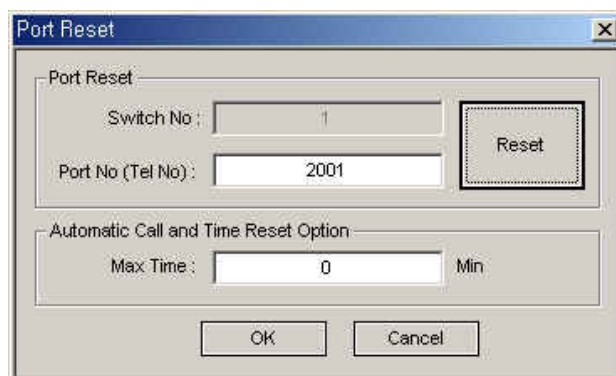 Port Reset
Port Reset
Switch No : 1
Reset
Port No (Tel No) : 2001
Automatic Call and Time Reset Option
Max Time : 0 Min
OK Cancel